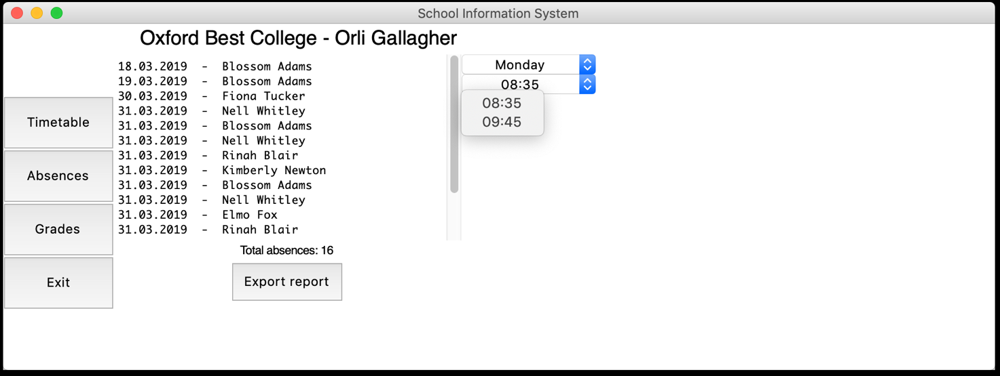 School Information System
Oxford Best College - Orli Gallagher
18.03.2019 - Blossom Adams
19.03.2019 - Blossom Adams
30.03.2019 - Fiona Tucker
31.03.2019 - Nell Whitley
31.03.2019 - Blossom Adams
31.03.2019 - Nell Whitley
31.03.2019 - Rinah Blair
31.03.2019 - Kimberly Newton
31.03.2019 - Blossom Adams
31.03.2019 - Nell Whitley
31.03.2019 - Elmo Fox
31.03.2019 - Rinah Blair
Total absences: 16
Export report
Monday
08:35
08:35
09:45
Timetable
Absences
Grades
Exit